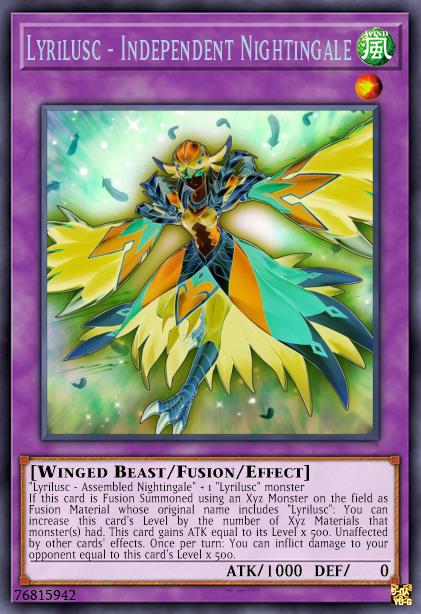 LYRILUSC - INDEPENDENT NIGHTINGALE
WIND
風
[WINGED BEAST/FUSION/EFFECT]
"Lyrilusc - Assembled Nightingale" + 1 "Lyrilusc" monster
If this card is Fusion Summoned using an Xyz Monster on the field as
Fusion Material whose original name includes "Lyrilusc": You can
increase this card's Level by the number of Xyz Materials that
monster(s) had. This card gains ATK equal to its Level x 500. Unaffected
by other cards' effects. Once per turn: You can inflict damage to your
opponent equal to this card's Level x 500.
ATK/1000 DEF/ 0
76815942